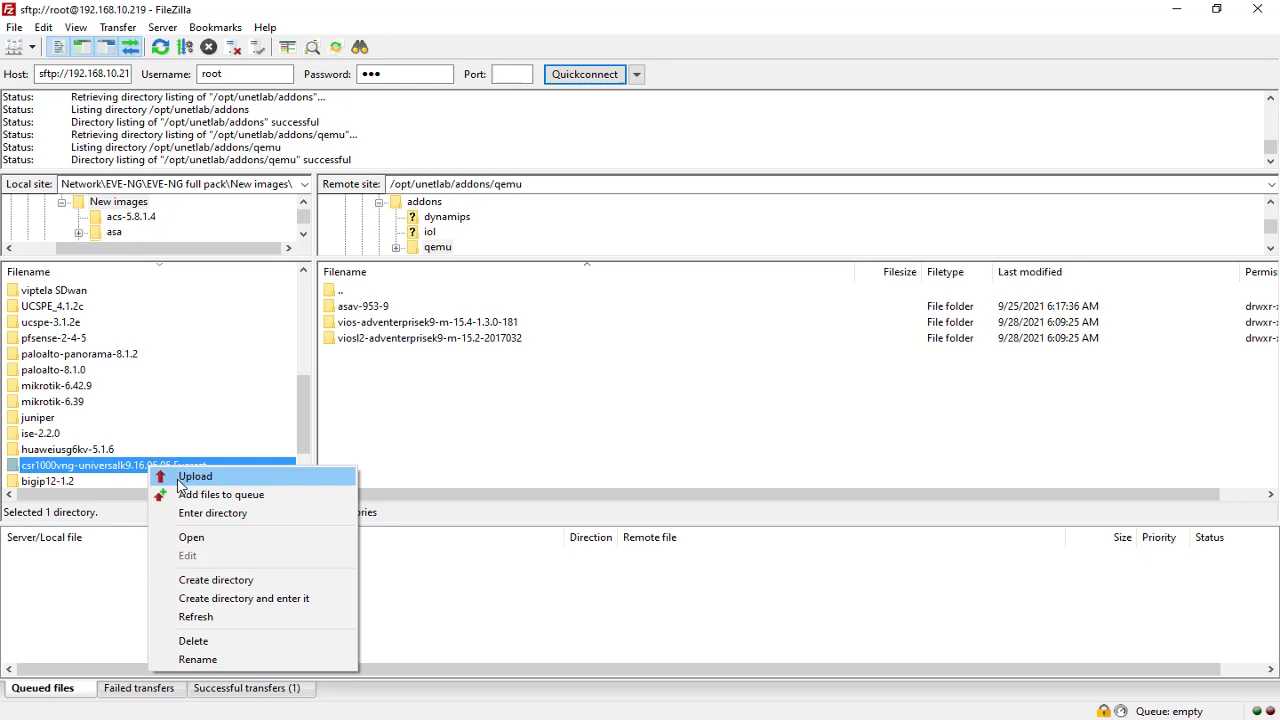 sftp://root@192.168.10.219 - FileZilla
File Edit View Transfer Server Bookmarks Help
Host: sftp://192.168.10.21 Username: root Password: ●●● Port: Quickconnect
Status: Retrieving directory listing of "/opt/unetlab/addons"...
Status: Listing directory /opt/unetlab/addons
Status: Directory listing of "/opt/unetlab/addons" successful
Status: Retrieving directory listing of "/opt/unetlab/addons/qemu"...
Status: Listing directory /opt/unetlab/addons/qemu
Status: Directory listing of "/opt/unetlab/addons/qemu" successful
Local site: Network\EVE-NG\EVE-NG full pack\New images\
New images
acs-5.8.1.4
asa
Remote site: /opt/unetlab/addons/qemu
addons
dynamips
iol
qemu
Filename
viptela SDwan
UCSPE_4.1.2c
ucspe-3.1.2e
pfsense-2-4-5
paloalto-panorama-8.1.2
paloalto-8.1.0
mikrotik-6.42.9
mikrotik-6.39
juniper
ise-2.2.0
huaweiusg6kv-5.1.6
csr1000vng-universalk9.16.
bigip12-1.2
Selected 1 directory.
Filename Filesize Filetype Last modified Permis
..
asav-953-9 File folder 9/25/2021 6:17:36 AM drwxr-x
vios-adventerprisek9-m-15.4-1.3.0-181 File folder 9/28/2021 6:09:25 AM drwxr-x
viosl2-adventerprisek9-m-15.2-2017032 File folder 9/28/2021 6:09:25 AM drwxr-x
ories
Upload
Add files to queue
Enter directory
Open
Edit
Create directory
Create directory and enter it
Refresh
Delete
Rename
Server/Local file Direction Remote file Size Priority Status
Queued files Failed transfers Successful transfers (1)
Queue: empty